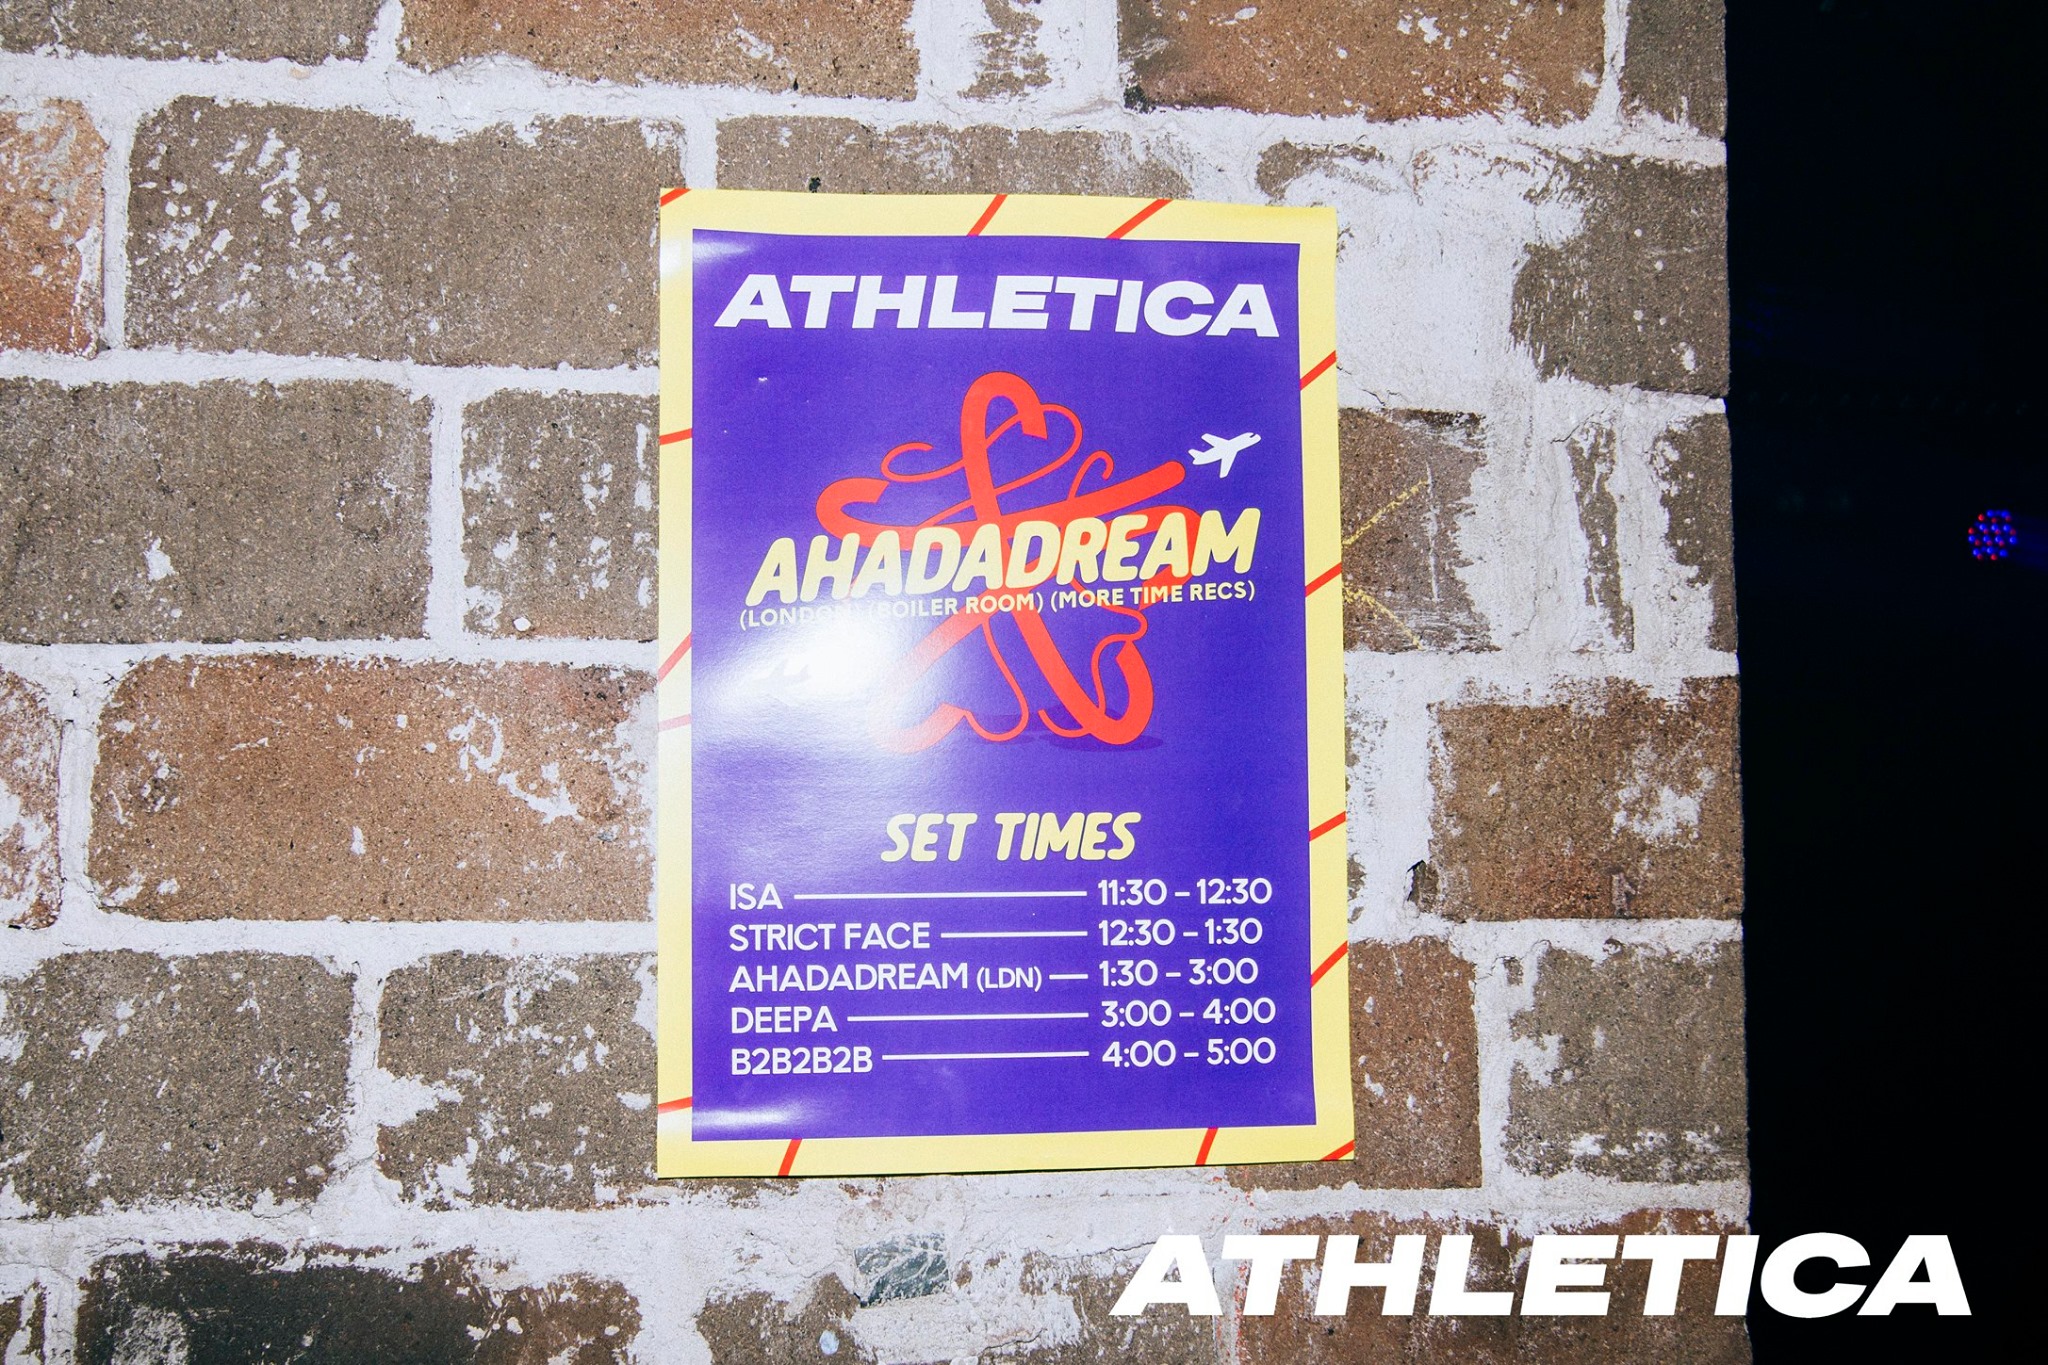 ATHLETICA
AHADADREAM
(LONDON) (BOILER ROOM) (MORE TIME RECS)
SET TIMES
ISA — 11:30 – 12:30
STRICT FACE — 12:30 – 1:30
AHADADREAM (LDN) — 1:30 – 3:00
DEEPA — 3:00 – 4:00
B2B2B2B — 4:00 – 5:00
ATHLETICA